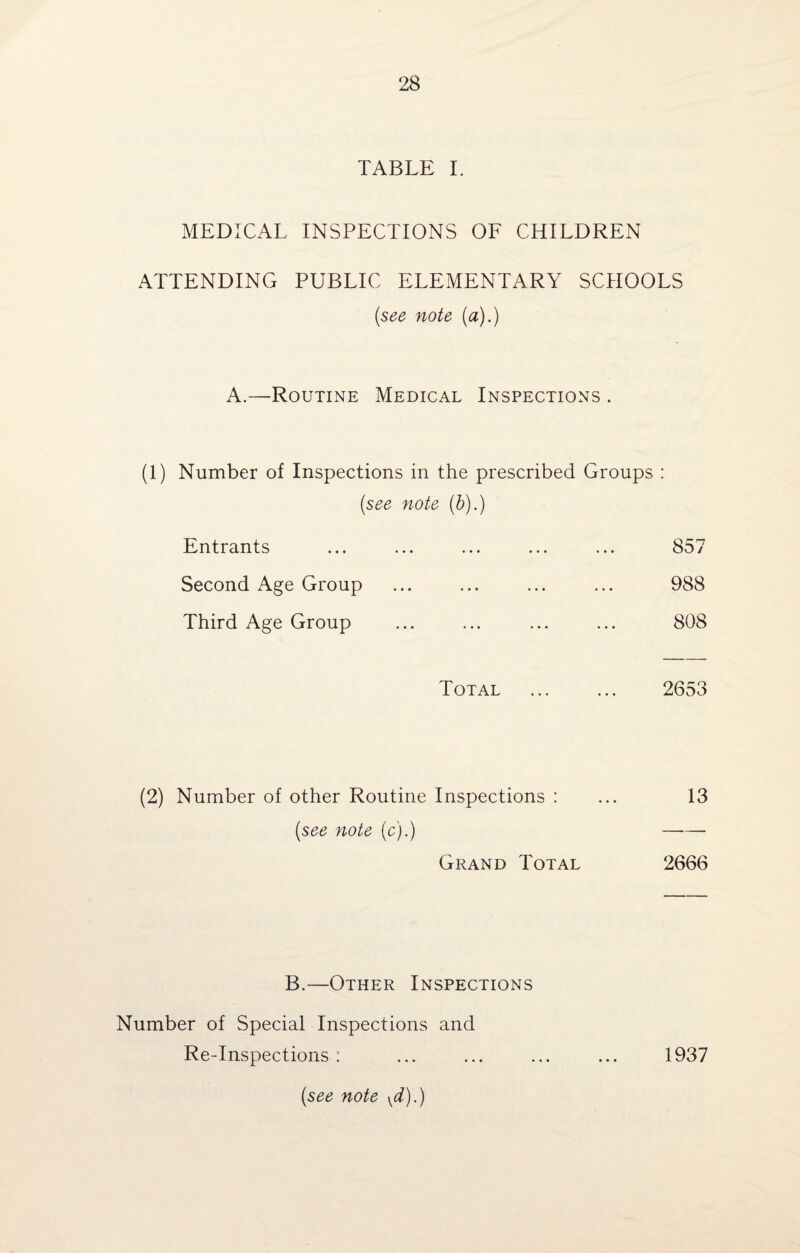 28
TABLE I.
MEDICAL INSPECTIONS OF CHILDREN
ATTENDING PUBLIC ELEMENTARY SCHOOLS
(see note (a).)
A.—Routine Medical Inspections .
(1) Number of Inspections in the prescribed Groups :
(see note (b).)
Entrants ... ... ... ... ... 857
Second Age Group ... ... ... ... 988
Third Age Group ... ... ... ... 808
Total ... ... 2653
(2) Number of other Routine Inspections : ... 13
(see note (c).)
Grand Total 2666
B.—Other Inspections
Number of Special Inspections and
Re-Inspections : ... ... ... ... 1937
(see note (d).)